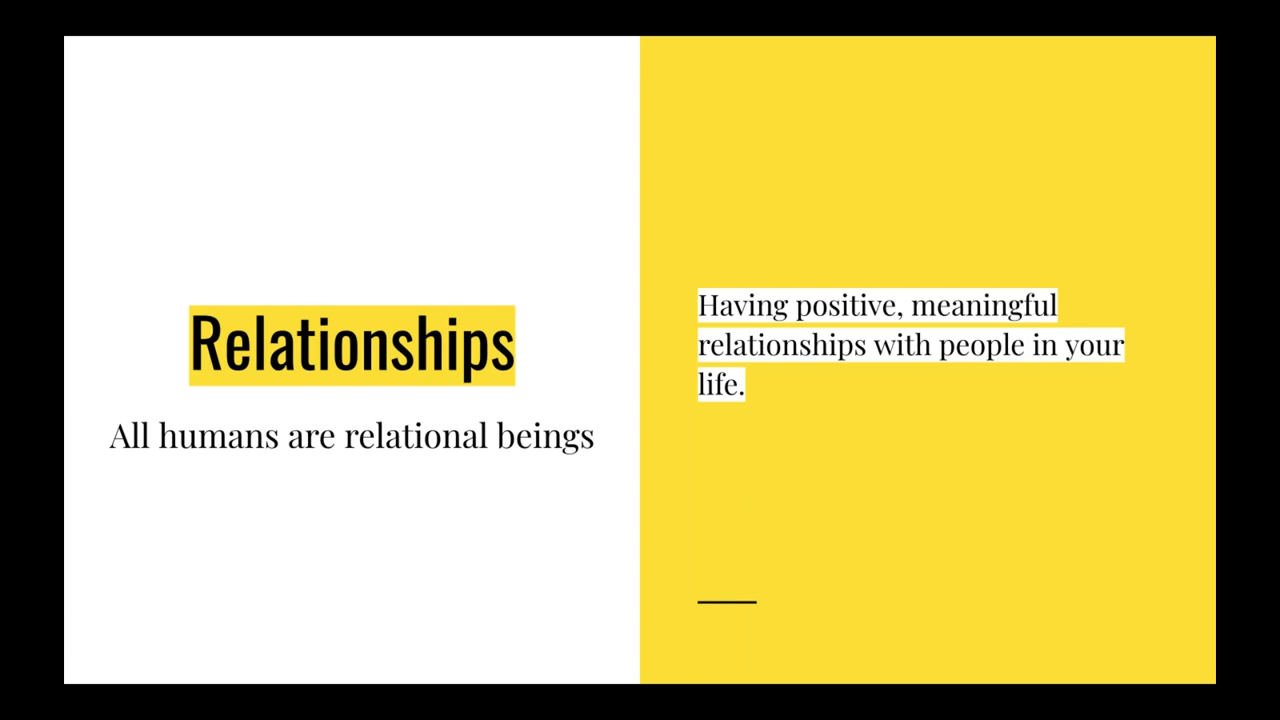 Relationships
All humans are relational beings
Having positive, meaningful
relationships with people in your
life.